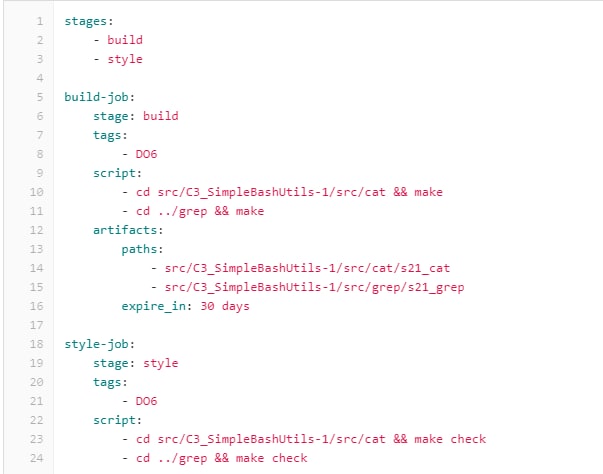 1 stages:
2     - build
3     - style
4
5 build-job:
6     stage: build
7     tags:
8         - DO6
9     script:
10         - cd src/C3_SimpleBashUtils-1/src/cat && make
11         - cd ../grep && make
12     artifacts:
13         paths:
14             - src/C3_SimpleBashUtils-1/src/cat/s21_cat
15             - src/C3_SimpleBashUtils-1/src/grep/s21_grep
16         expire_in: 30 days
17
18 style-job:
19     stage: style
20     tags:
21         - DO6
22     script:
23         - cd src/C3_SimpleBashUtils-1/src/cat && make check
24         - cd ../grep && make check